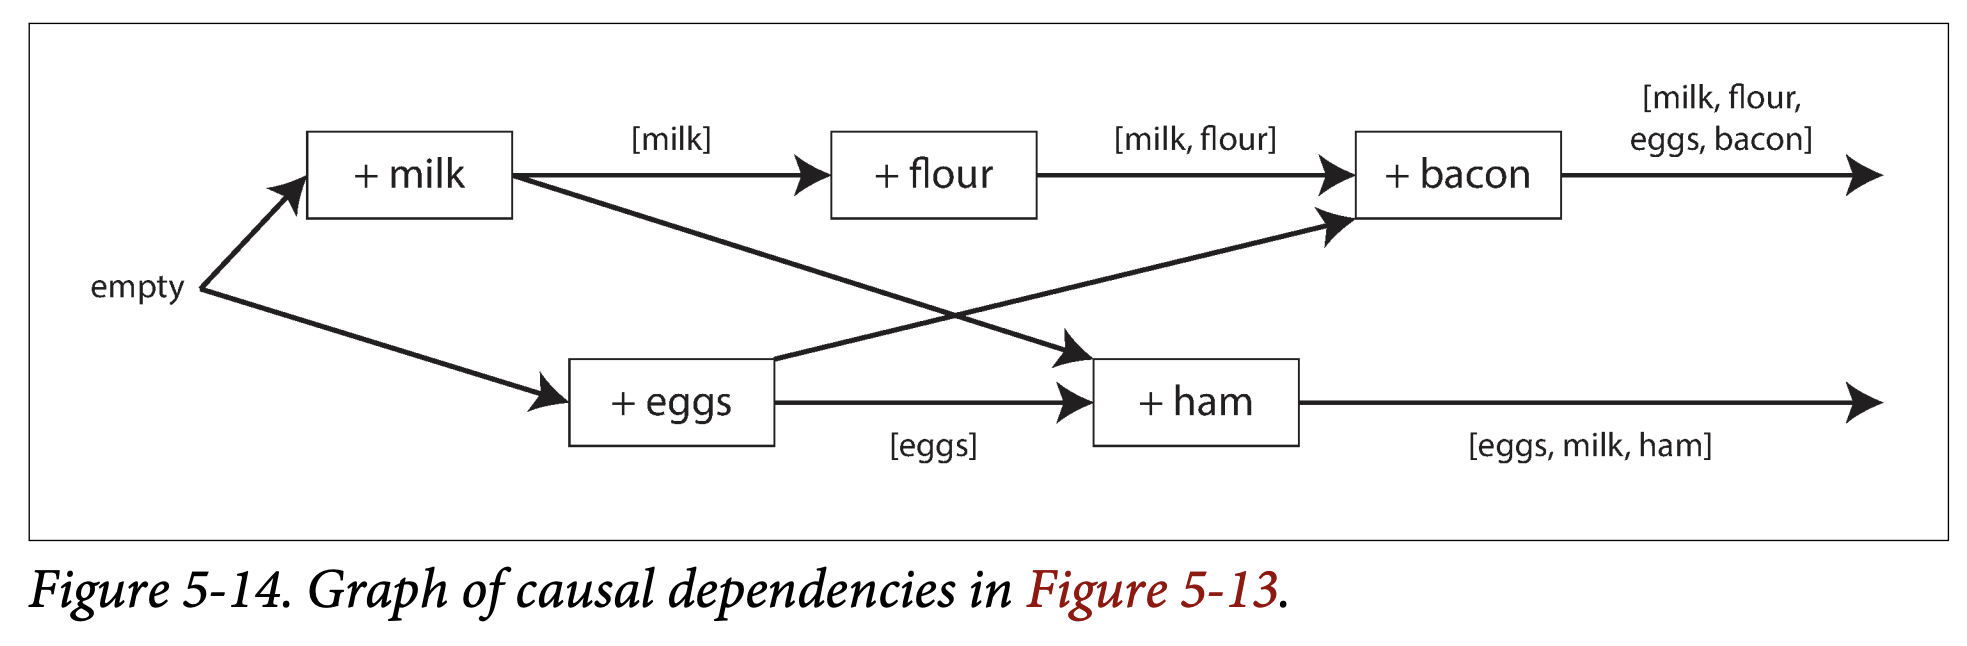 [milk, flour,
eggs, bacon]
[milk]
[milk, flour]
+ milk
+ flour
+ bacon
empty
+ eggs
+ ham
[eggs]
[eggs, milk, ham]
Figure 5-14. Graph of causal dependencies in Figure 5-13.